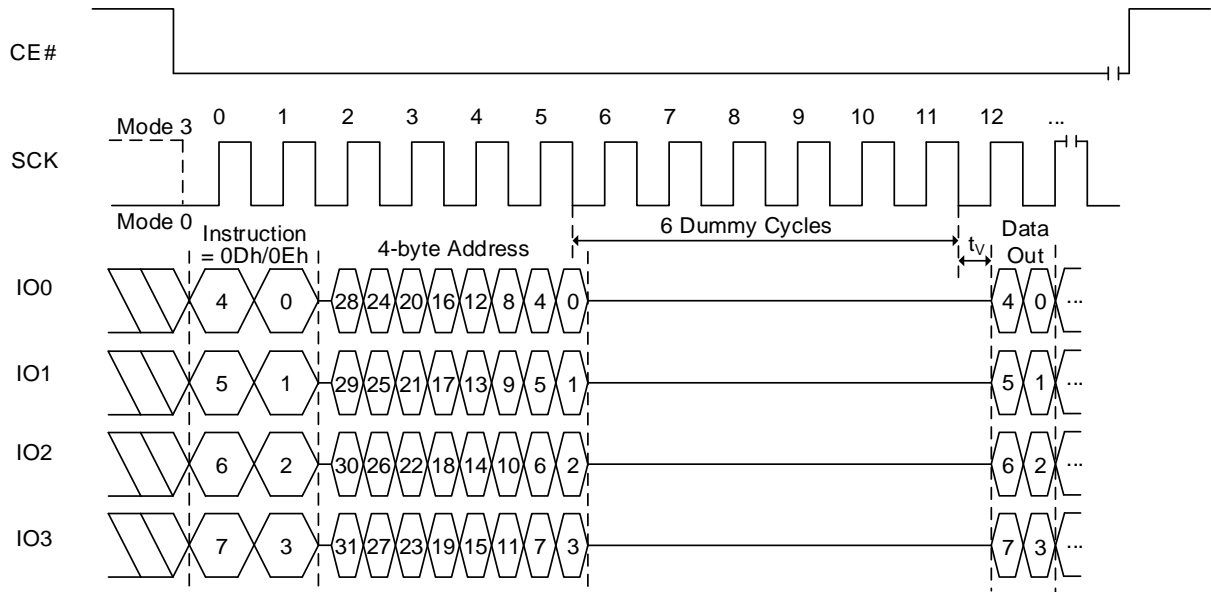 CE#
0 1 2 3 4 5 6 7 8 9 10 11 12 ...
Mode 3
SCK
Mode 0
6 Dummy Cycles
Instruction
= 0Dh/0Eh
4-byte Address
tV
Data
Out
IO0
4 0 28 24 20 16 12 8 4 0 4 0 ...
IO1
5 1 29 25 21 17 13 9 5 1 5 1 ...
IO2
6 2 30 26 22 18 14 10 6 2 6 2 ...
IO3
7 3 31 27 23 19 15 11 7 3 7 3 ...